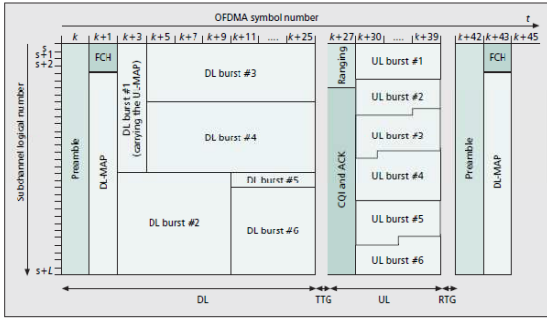 OFDMA symbol number
t
k k+1 k+3 k+5 k+7 k+9 k+11 .... k+25 k+27 k+30 .... k+39 k+42 k+43 k+45
Subchannel logical number
s
s+1
s+2
s+L
Preamble
FCH
DL-MAP
DL burst #1
(carrying the UL-MAP)
DL burst #3
DL burst #4
DL burst #2
DL burst #5
DL burst #6
Ranging
CQI and ACK
UL burst #1
UL burst #2
UL burst #3
UL burst #4
UL burst #5
UL burst #6
Preamble
FCH
DL-MAP
DL TTG UL RTG